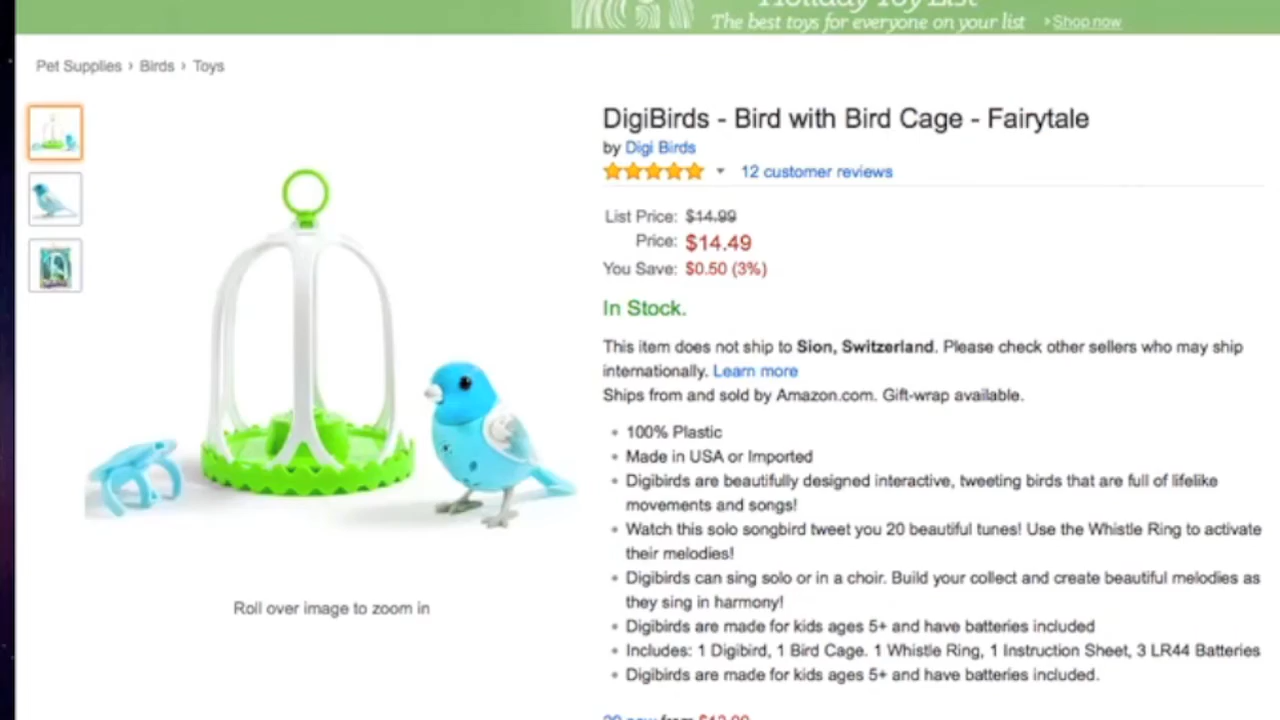 Holiday Toy List
The best toys for everyone on your list › Shop now
Pet Supplies › Birds › Toys
DigiBirds - Bird with Bird Cage - Fairytale
by Digi Birds
12 customer reviews
List Price: $14.99
Price: $14.49
You Save: $0.50 (3%)
In Stock.
This item does not ship to Sion, Switzerland. Please check other sellers who may ship
internationally. Learn more
Ships from and sold by Amazon.com. Gift-wrap available.
• 100% Plastic
• Made in USA or Imported
• Digibirds are beautifully designed interactive, tweeting birds that are full of lifelike
movements and songs!
• Watch this solo songbird tweet you 20 beautiful tunes! Use the Whistle Ring to activate
their melodies!
• Digibirds can sing solo or in a choir. Build your collect and create beautiful melodies as
they sing in harmony!
• Digibirds are made for kids ages 5+ and have batteries included
• Includes: 1 Digibird, 1 Bird Cage. 1 Whistle Ring, 1 Instruction Sheet, 3 LR44 Batteries
• Digibirds are made for kids ages 5+ and have batteries included.
Roll over image to zoom in